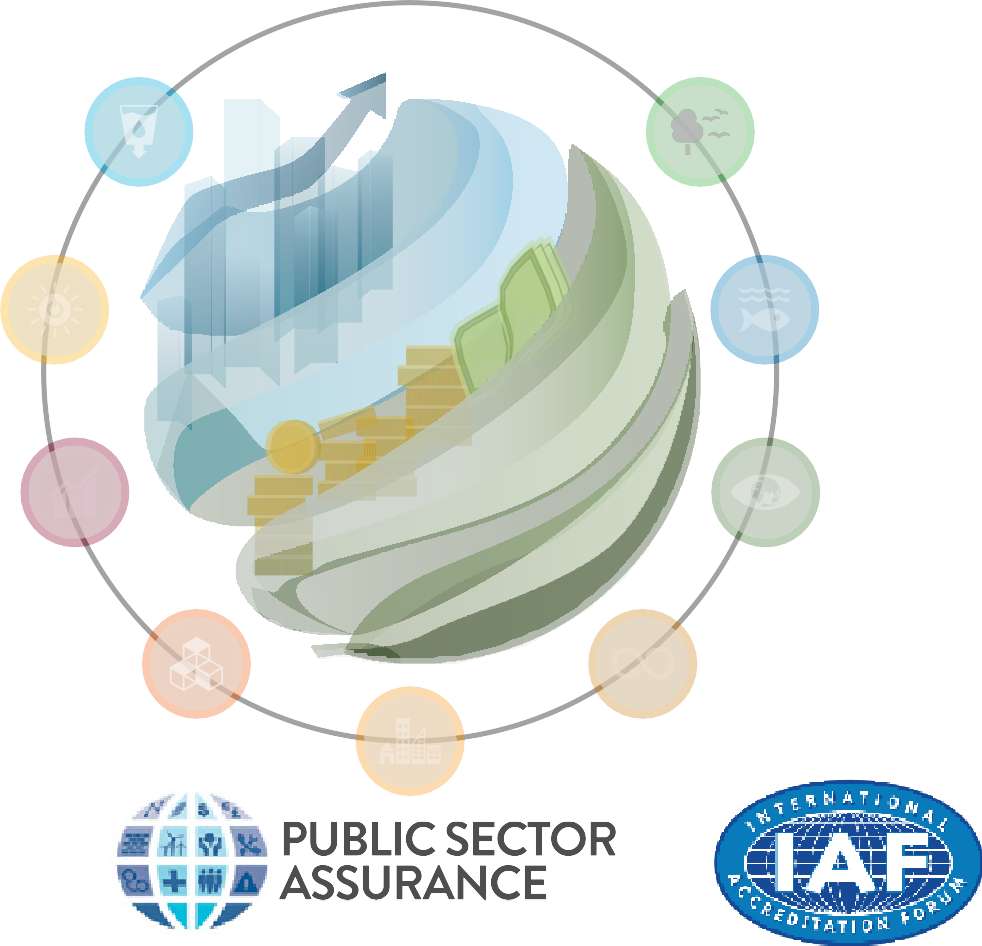 PUBLIC SECTOR
ASSURANCE
INTERNATIONAL
IAF
ACCREDITATION FORUM